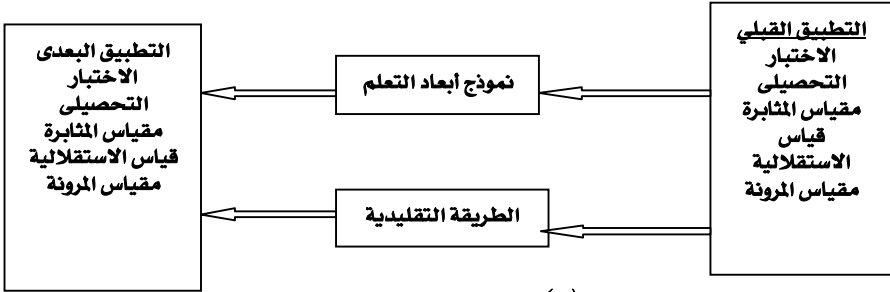 التطبيق القبلي
الاختبار
التحصيلى
مقياس المثابرة
قياس
الاستقلالية
مقياس المرونة
نموذج أبعاد التعلم
الطريقة التقليدية
التطبيق البعدى
الاختبار
التحصيلى
مقياس المثابرة
قياس الاستقلالية
مقياس المرونة